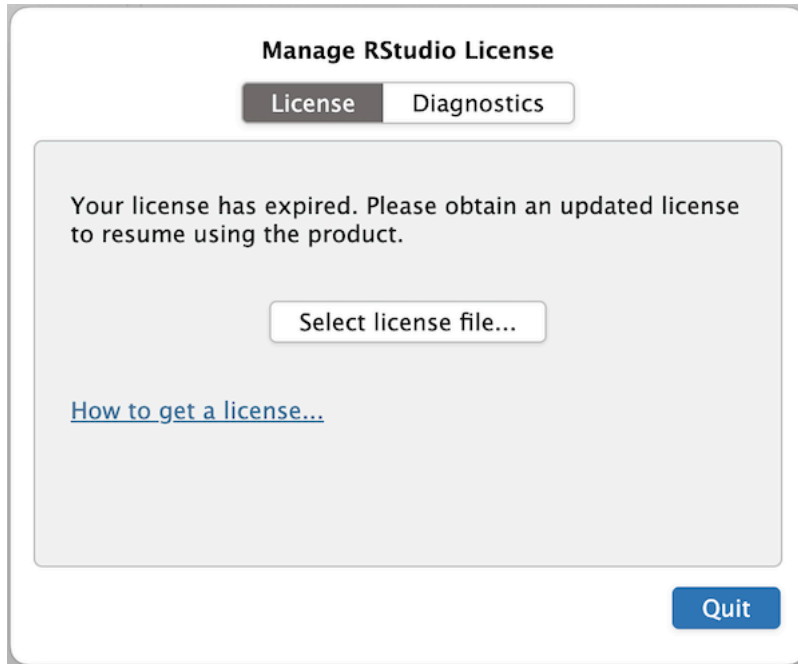 Manage RStudio License
License Diagnostics
Your license has expired. Please obtain an updated license
to resume using the product.
Select license file...
How to get a license...
Quit